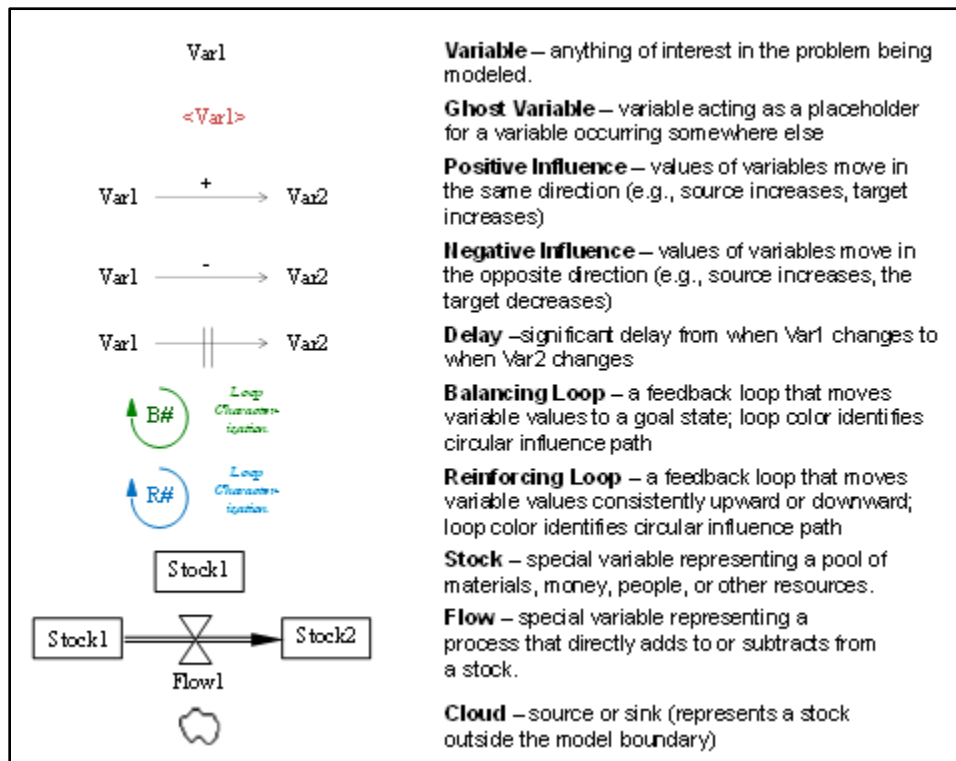 Var1
Variable – anything of interest in the problem being
modeled.
<Var1>
Ghost Variable – variable acting as a placeholder
for a variable occurring somewhere else
Var1 + Var2
Positive Influence – values of variables move in
the same direction (e.g., source increases, target
increases)
Var1 - Var2
Negative Influence – values of variables move in
the opposite direction (e.g., source increases, the
target decreases)
Var1 Var2
Delay –significant delay from when Var1 changes to
when Var2 changes
B#
Loop
Character-
ization
Balancing Loop – a feedback loop that moves
variable values to a goal state; loop color identifies
circular influence path
R#
Loop
Character-
ization
Reinforcing Loop – a feedback loop that moves
variable values consistently upward or downward;
loop color identifies circular influence path
Stock1
Stock – special variable representing a pool of
materials, money, people, or other resources.
Stock1 Stock2
Flow1
Flow – special variable representing a
process that directly adds to or subtracts from
a stock.
Cloud – source or sink (represents a stock
outside the model boundary)